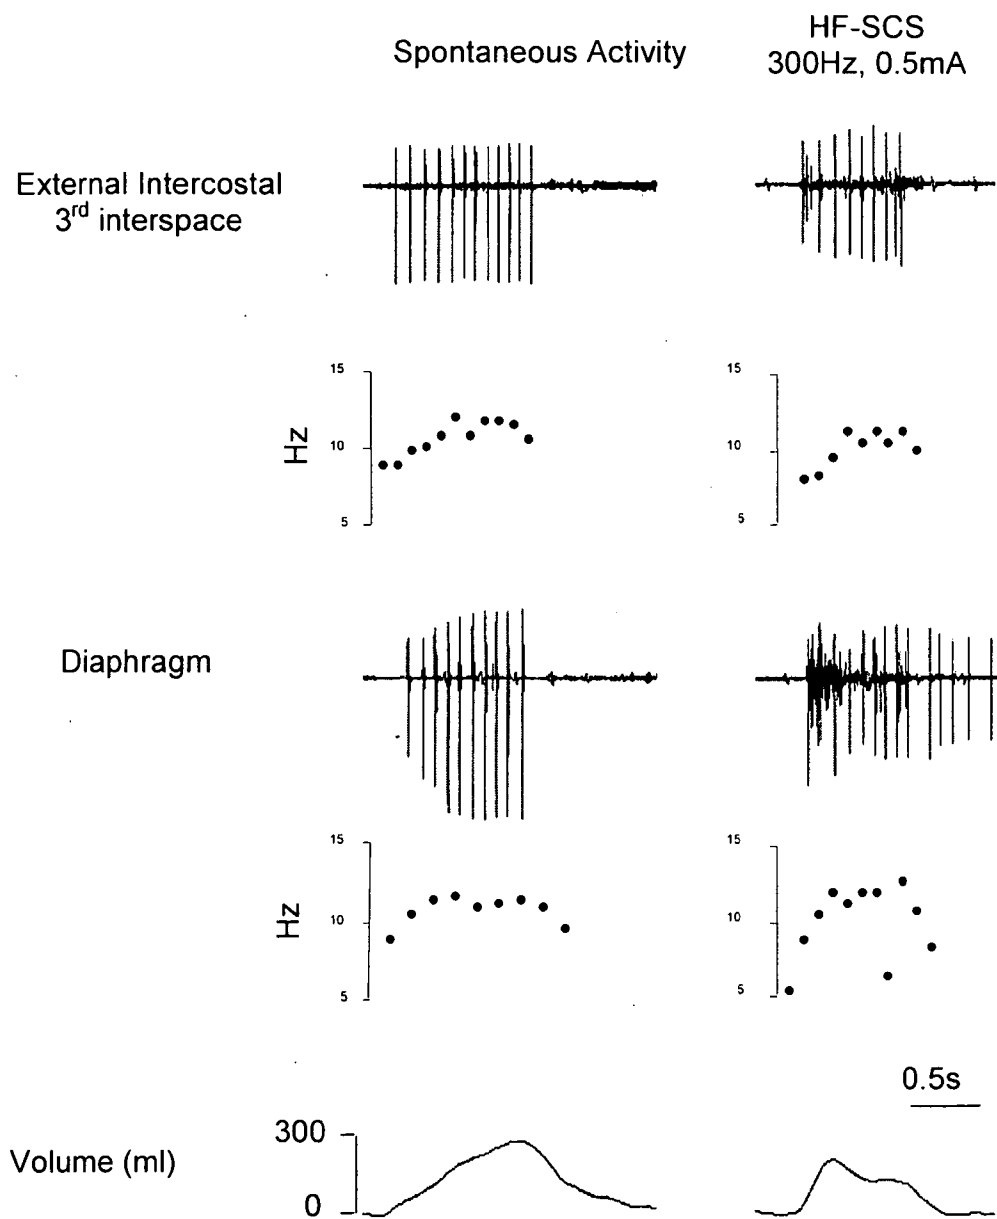 Spontaneous Activity
HF-SCS
300Hz, 0.5mA
External Intercostal
3rd interspace
15
10
5
Hz
15
10
5
Diaphragm
15
10
5
Hz
15
10
5
0.5s
Volume (ml)
300
0